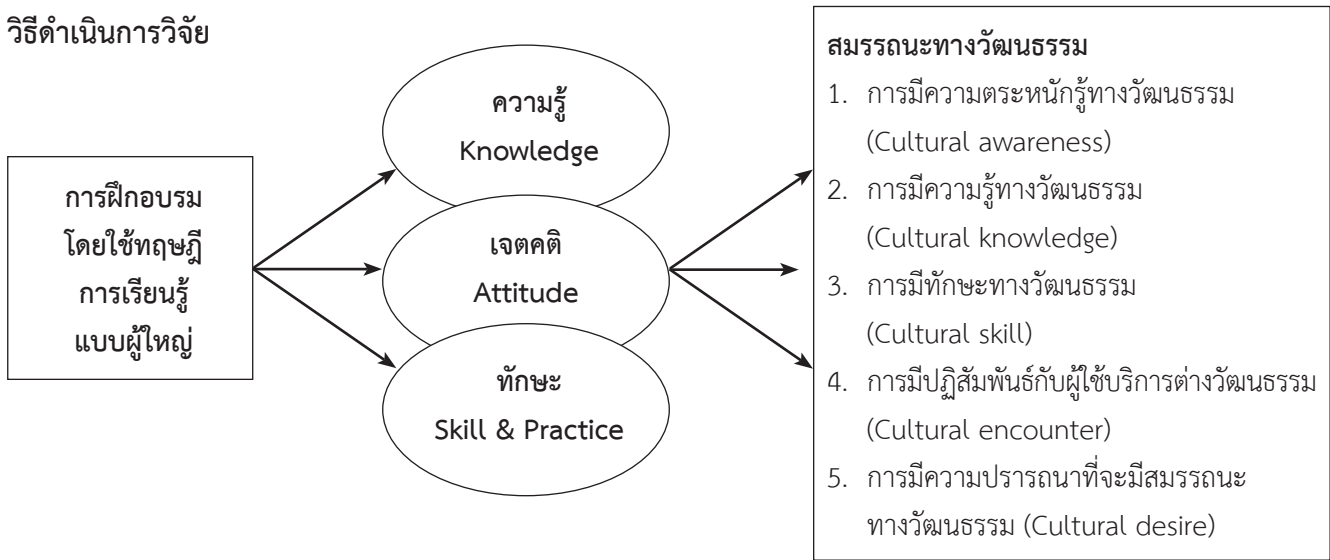 วิธีดำเนินการวิจัย
การฝึกอบรม
โดยใช้ทฤษฎี
การเรียนรู้
แบบผู้ใหญ่
ความรู้
Knowledge
เจตคติ
Attitude
ทักษะ
Skill & Practice
สมรรถนะทางวัฒนธรรม
1. การมีความตระหนักรู้ทางวัฒนธรรม
(Cultural awareness)
2. การมีความรู้ทางวัฒนธรรม
(Cultural knowledge)
3. การมีทักษะทางวัฒนธรรม
(Cultural skill)
4. การมีปฏิสัมพันธ์กับผู้ใช้บริการต่างวัฒนธรรม
(Cultural encounter)
5. การมีความปรารถนาที่จะมีสมรรถนะ
ทางวัฒนธรรม (Cultural desire)